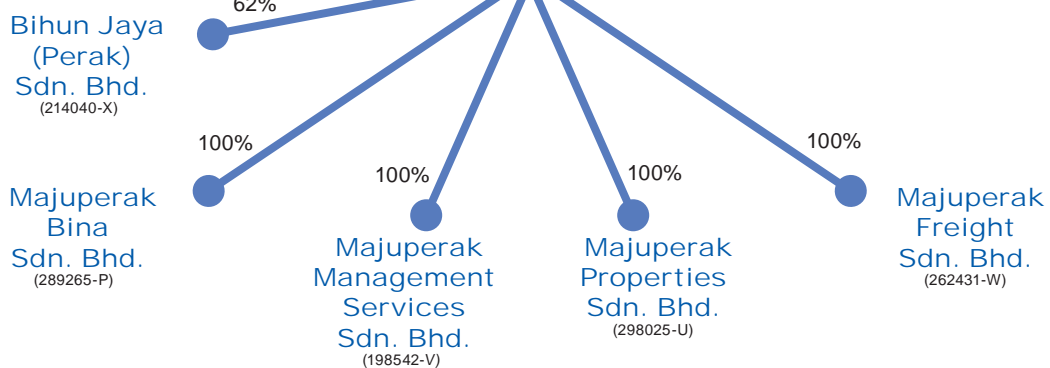 62%
Bihun Jaya
(Perak)
Sdn. Bhd.
(214040-X)
100%
Majuperak
Bina
Sdn. Bhd.
(289265-P)
100%
Majuperak
Management
Services
Sdn. Bhd.
(198542-V)
100%
Majuperak
Properties
Sdn. Bhd.
(298025-U)
100%
Majuperak
Freight
Sdn. Bhd.
(262431-W)